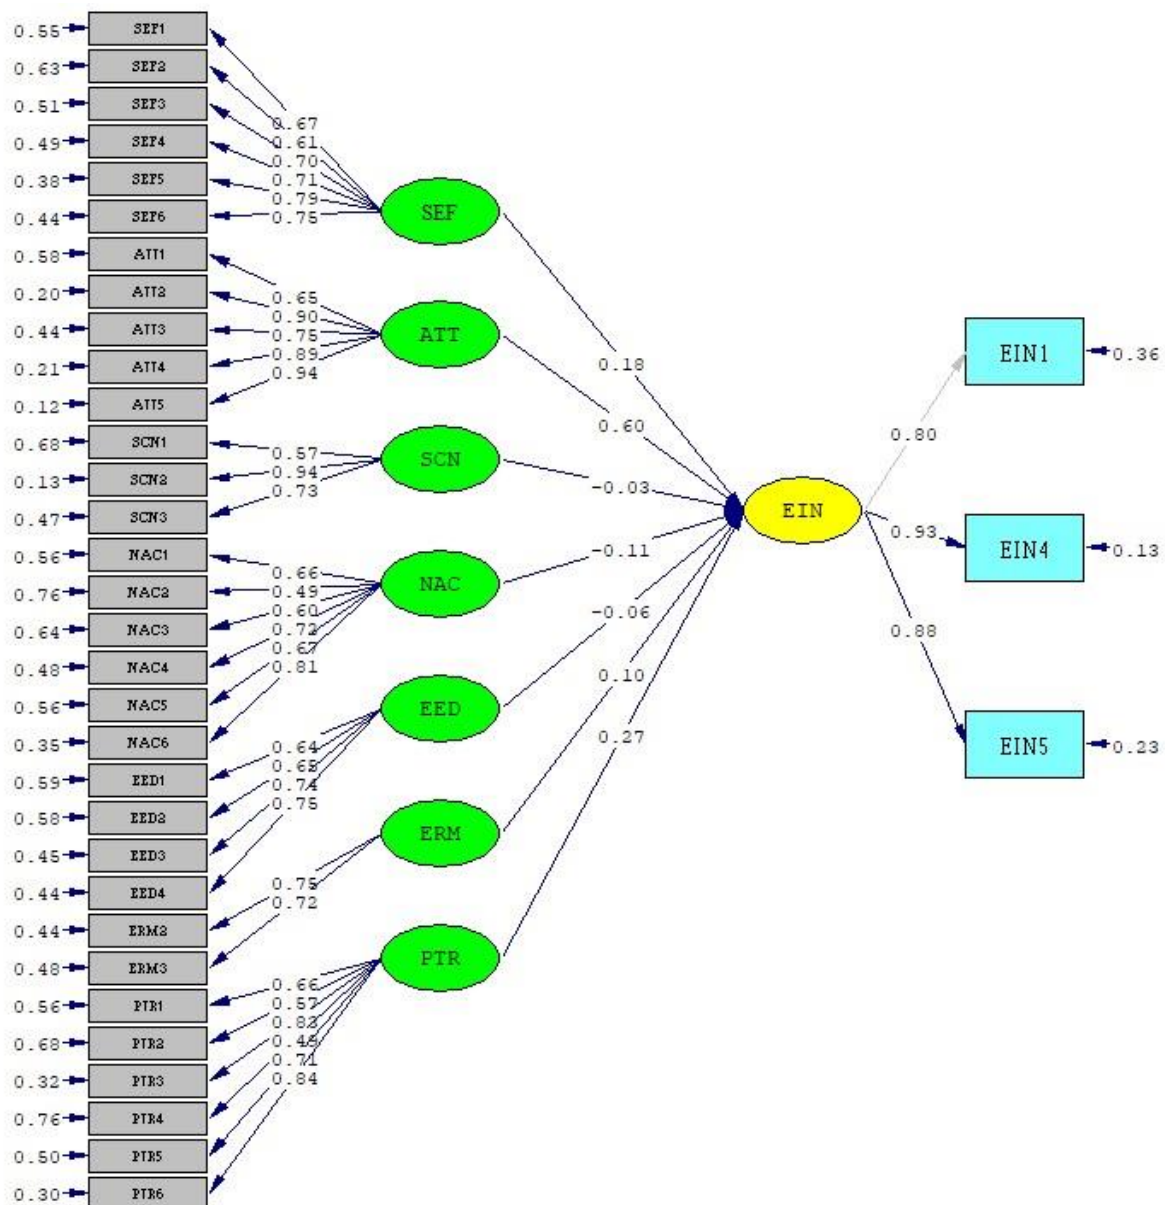 0.55 SEF1
0.63 SEF2
0.51 SEF3
0.49 SEF4
0.38 SEF5
0.44 SEF6
0.58 ATT1
0.20 ATT2
0.44 ATT3
0.21 ATT4
0.12 ATT5
0.68 SCN1
0.13 SCN2
0.47 SCN3
0.56 NAC1
0.76 NAC2
0.64 NAC3
0.48 NAC4
0.56 NAC5
0.35 NAC6
0.59 EED1
0.58 EED2
0.45 EED3
0.44 EED4
0.44 ERM2
0.48 ERM3
0.56 PTR1
0.68 PTR2
0.32 PTR3
0.76 PTR4
0.50 PTR5
0.30 PTR6
0.67
0.61
0.70
0.71
0.79
0.75
0.65
0.90
0.75
0.89
0.94
0.57
0.94
0.73
0.66
0.49
0.60
0.72
0.67
0.81
0.64
0.65
0.74
0.75
0.75
0.72
0.66
0.57
0.82
0.49
0.71
0.84
SEF
ATT
SCN
NAC
EED
ERM
PTR
0.18
0.60
-0.03
-0.11
-0.06
0.10
0.27
EIN
0.80
0.93
0.88
EIN1 0.36
EIN4 0.13
EIN5 0.23